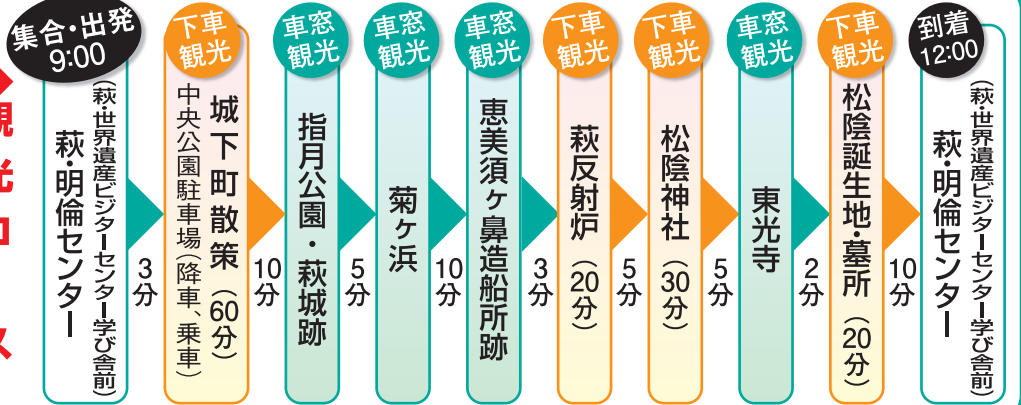 観光コース
集合・出発
9:00
萩・明倫センター
(萩・世界遺産ビジターセンター学び舎前)
3分
下車
観光
城下町散策(60分)
中央公園駐車場(降車、乗車)
10分
車窓
観光
指月公園・萩城跡
5分
車窓
観光
菊ヶ浜
10分
車窓
観光
恵美須ヶ鼻造船所跡
3分
下車
観光
萩反射炉(20分)
5分
下車
観光
松陰神社(30分)
5分
車窓
観光
東光寺
2分
下車
観光
松陰誕生地・墓所(20分)
10分
到着
12:00
萩・明倫センター
(萩・世界遺産ビジターセンター学び舎前)